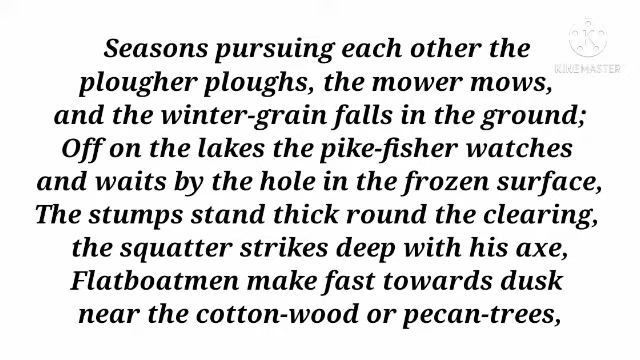 KINEMASTER
Seasons pursuing each other the
plougher ploughs, the mower mows,
and the winter-grain falls in the ground;
Off on the lakes the pike-fisher watches
and waits by the hole in the frozen surface,
The stumps stand thick round the clearing,
the squatter strikes deep with his axe,
Flatboatmen make fast towards dusk
near the cotton-wood or pecan-trees,